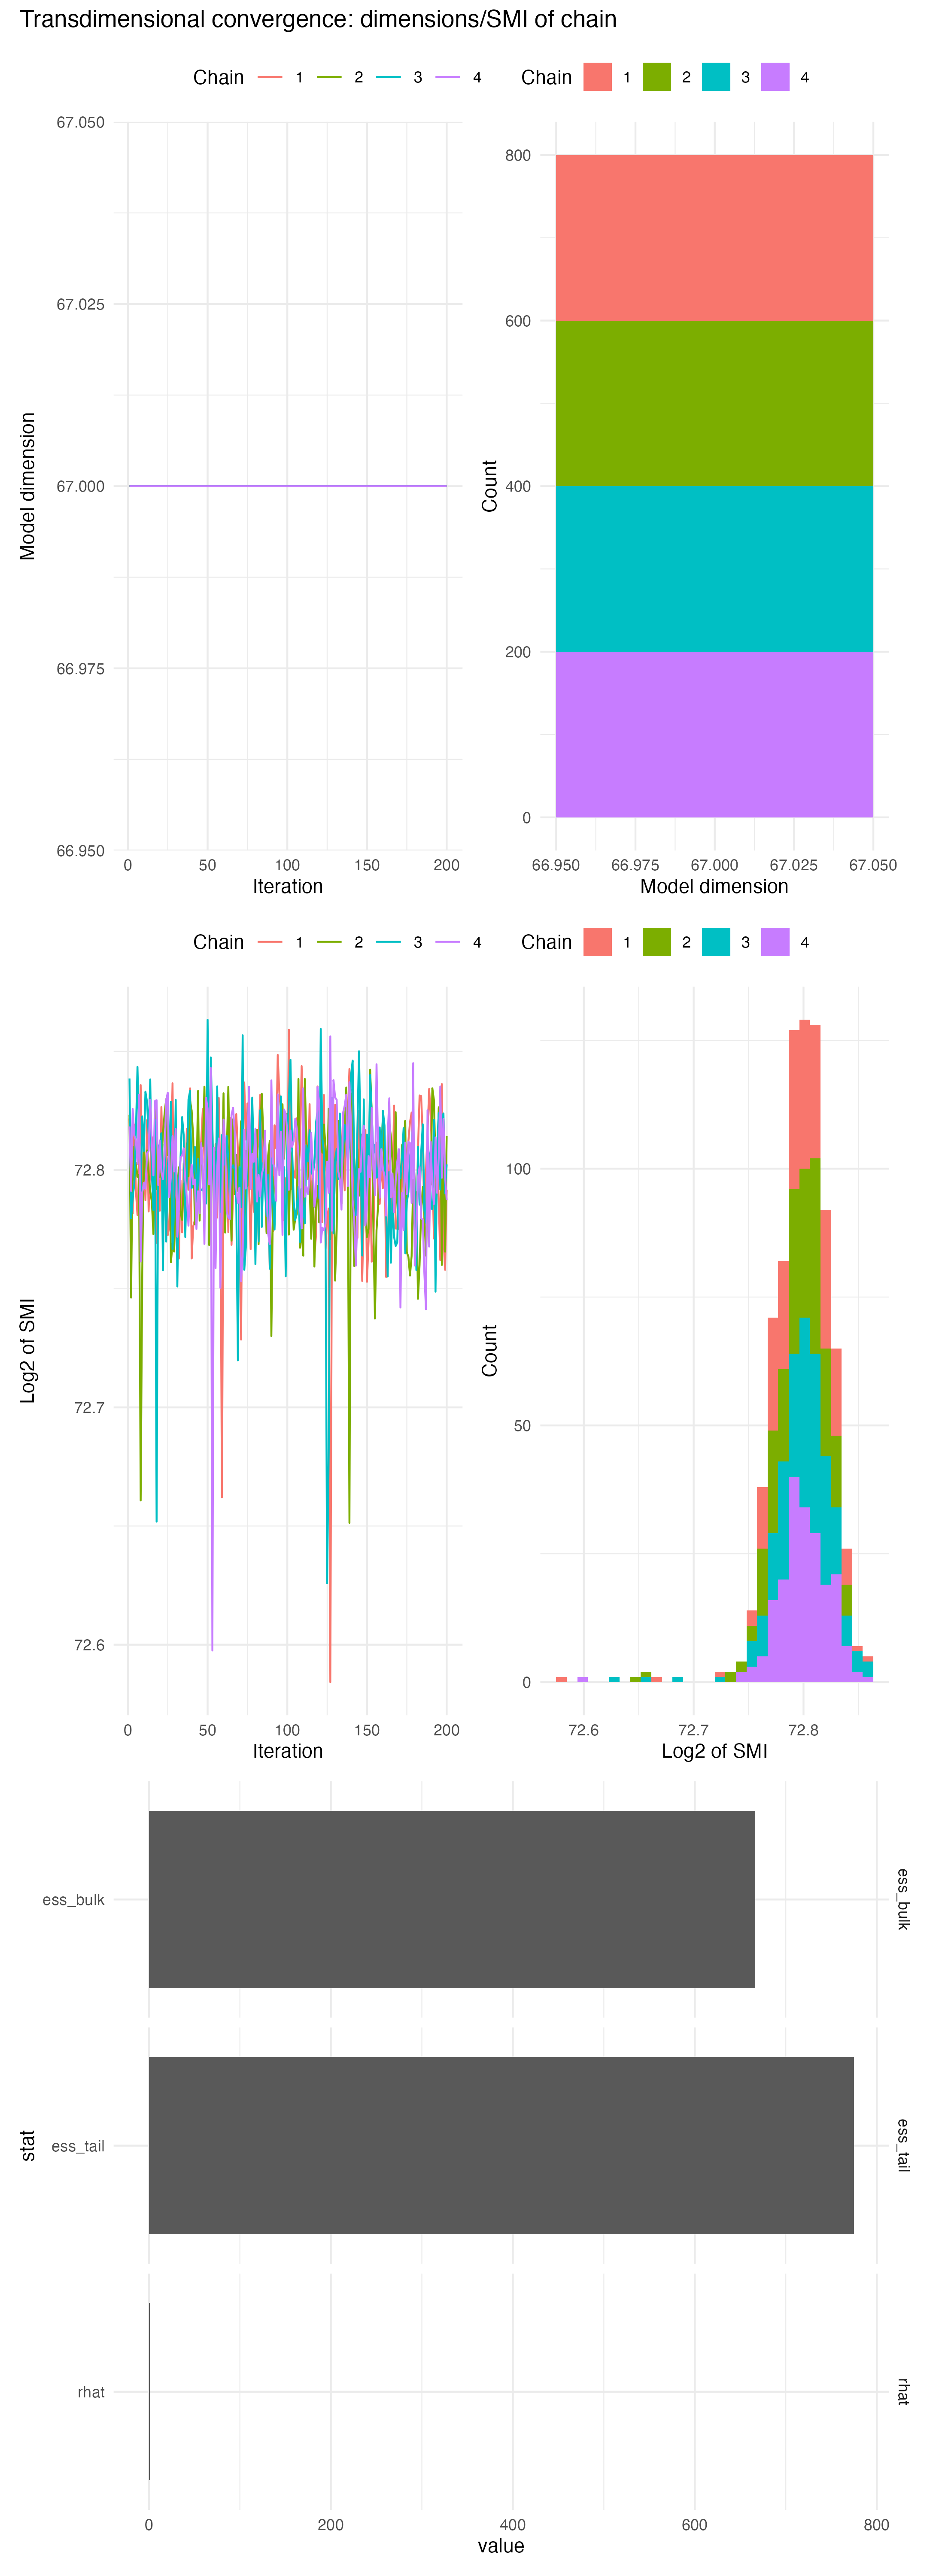 Transdimensional convergence: dimensions/SMI of chain
Chain 1 2 3 4
Chain 1 2 3 4
67.050
67.025
67.000
66.975
66.950
Model dimension
0 50 100 150 200
Iteration
800
600
400
200
0
Count
66.950 66.975 67.000 67.025 67.050
Model dimension
Chain 1 2 3 4
Chain 1 2 3 4
72.8
72.7
72.6
Log2 of SMI
0 50 100 150 200
Iteration
100
50
0
Count
72.6 72.7 72.8
Log2 of SMI
ess_bulk
ess_bulk
stat
ess_tail
ess_tail
rhat
rhat
0 200 400 600 800
value